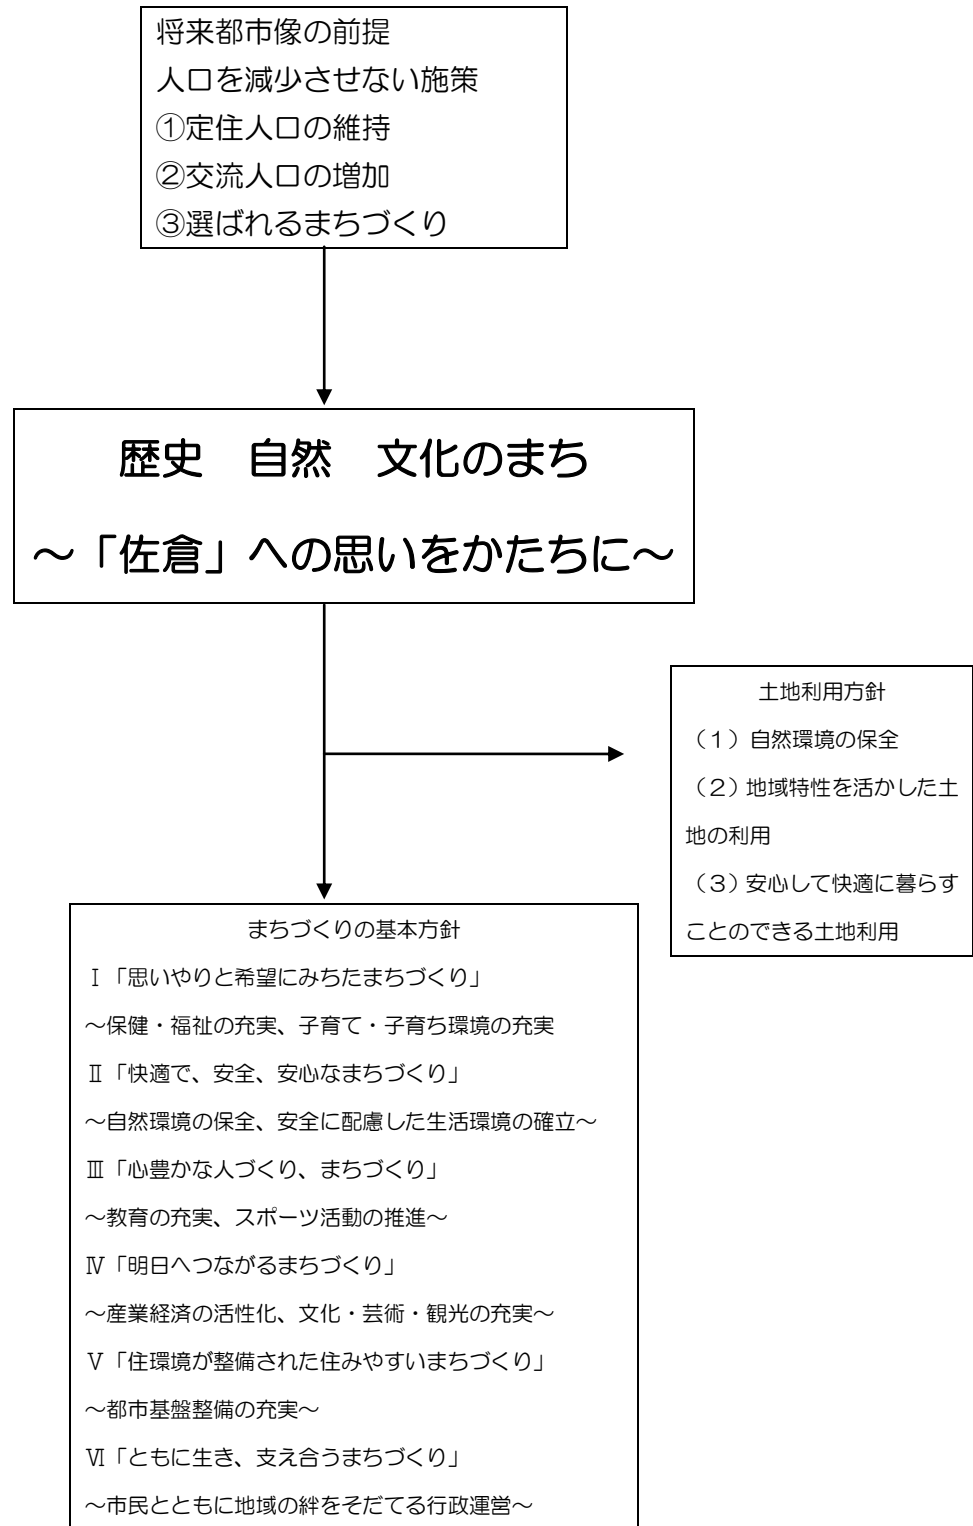 将来都市像の前提
人口を減少させない施策
①定住人口の維持
②交流人口の増加
③選ばれるまちづくり
歴史　自然　文化のまち
～「佐倉」への思いをかたちに～
土地利用方針
（1）自然環境の保全
（2）地域特性を活かした土
地の利用
（3）安心して快適に暮らす
ことのできる土地利用
まちづくりの基本方針
Ⅰ「思いやりと希望にみちたまちづくり」
～保健・福祉の充実、子育て・子育ち環境の充実
Ⅱ「快適で、安全、安心なまちづくり」
～自然環境の保全、安全に配慮した生活環境の確立～
Ⅲ「心豊かな人づくり、まちづくり」
～教育の充実、スポーツ活動の推進～
Ⅳ「明日へつながるまちづくり」
～産業経済の活性化、文化・芸術・観光の充実～
Ⅴ「住環境が整備された住みやすいまちづくり」
～都市基盤整備の充実～
Ⅵ「ともに生き、支え合うまちづくり」
～市民とともに地域の絆をそだてる行政運営～